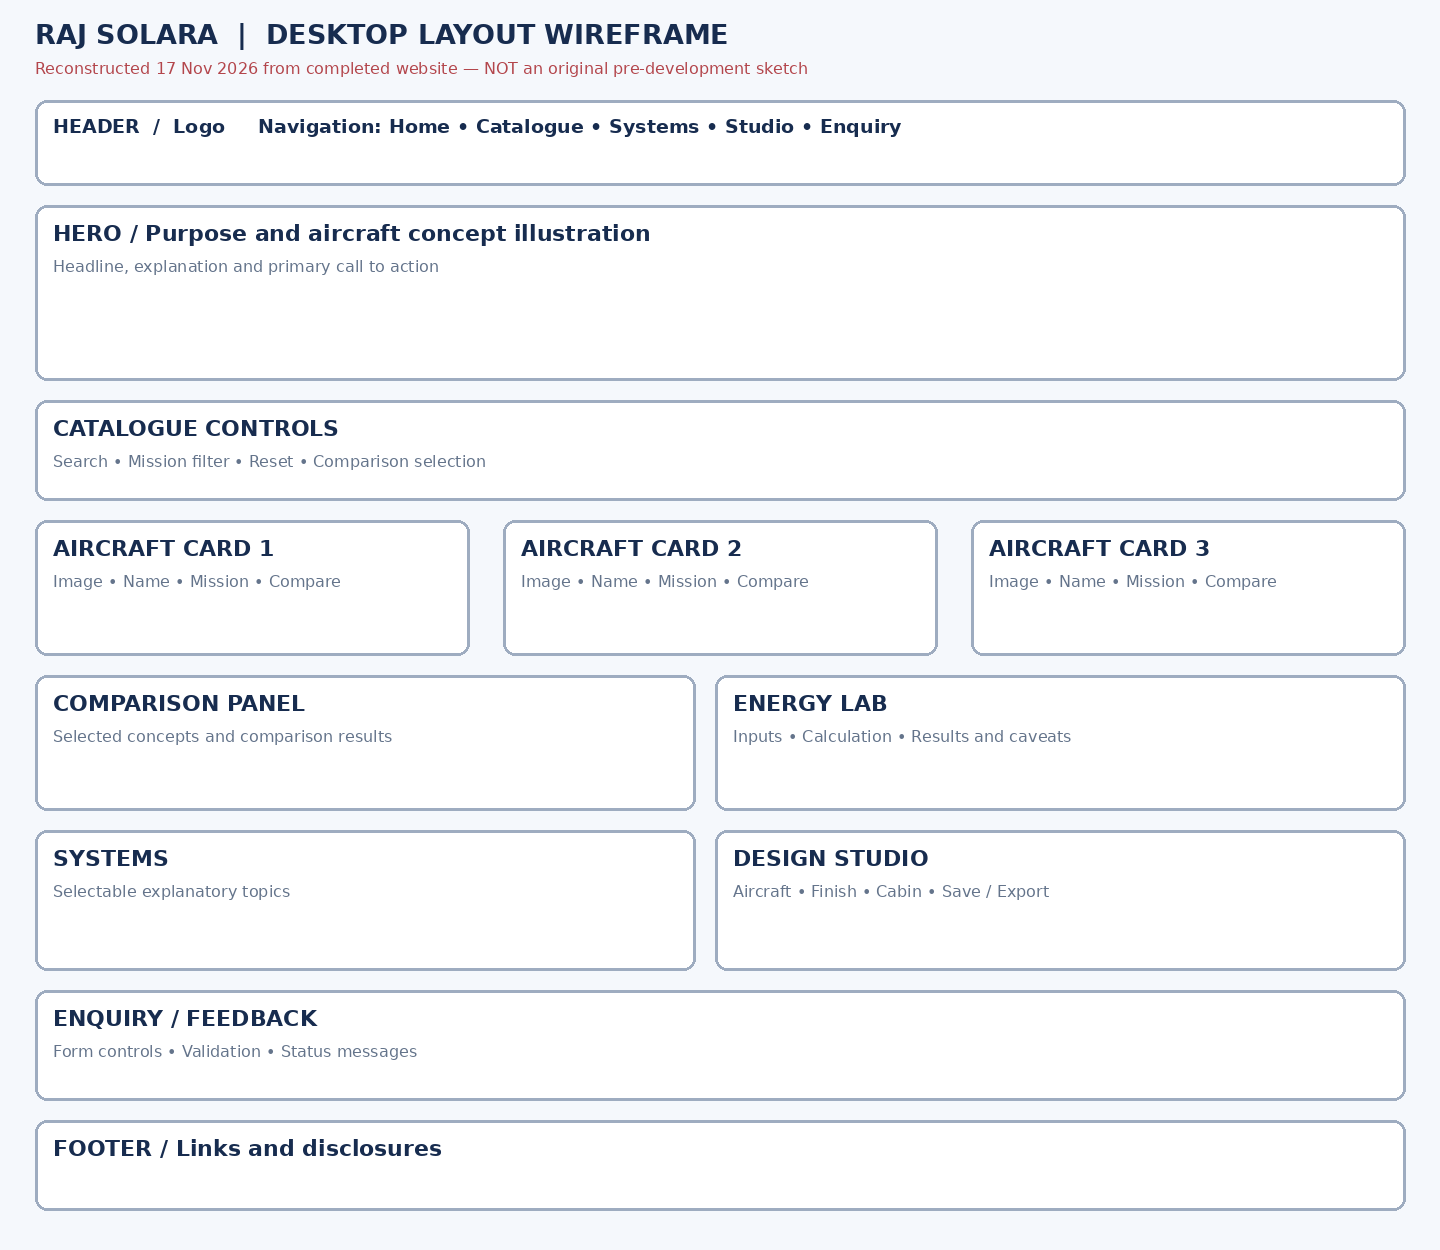 RAJ SOLARA | DESKTOP LAYOUT WIREFRAME
Reconstructed 17 Nov 2026 from completed website — NOT an original pre-development sketch
HEADER / Logo Navigation: Home • Catalogue • Systems • Studio • Enquiry
HERO / Purpose and aircraft concept illustration
Headline, explanation and primary call to action
CATALOGUE CONTROLS
Search • Mission filter • Reset • Comparison selection
AIRCRAFT CARD 1
Image • Name • Mission • Compare
AIRCRAFT CARD 2
Image • Name • Mission • Compare
AIRCRAFT CARD 3
Image • Name • Mission • Compare
COMPARISON PANEL
Selected concepts and comparison results
ENERGY LAB
Inputs • Calculation • Results and caveats
SYSTEMS
Selectable explanatory topics
DESIGN STUDIO
Aircraft • Finish • Cabin • Save / Export
ENQUIRY / FEEDBACK
Form controls • Validation • Status messages
FOOTER / Links and disclosures